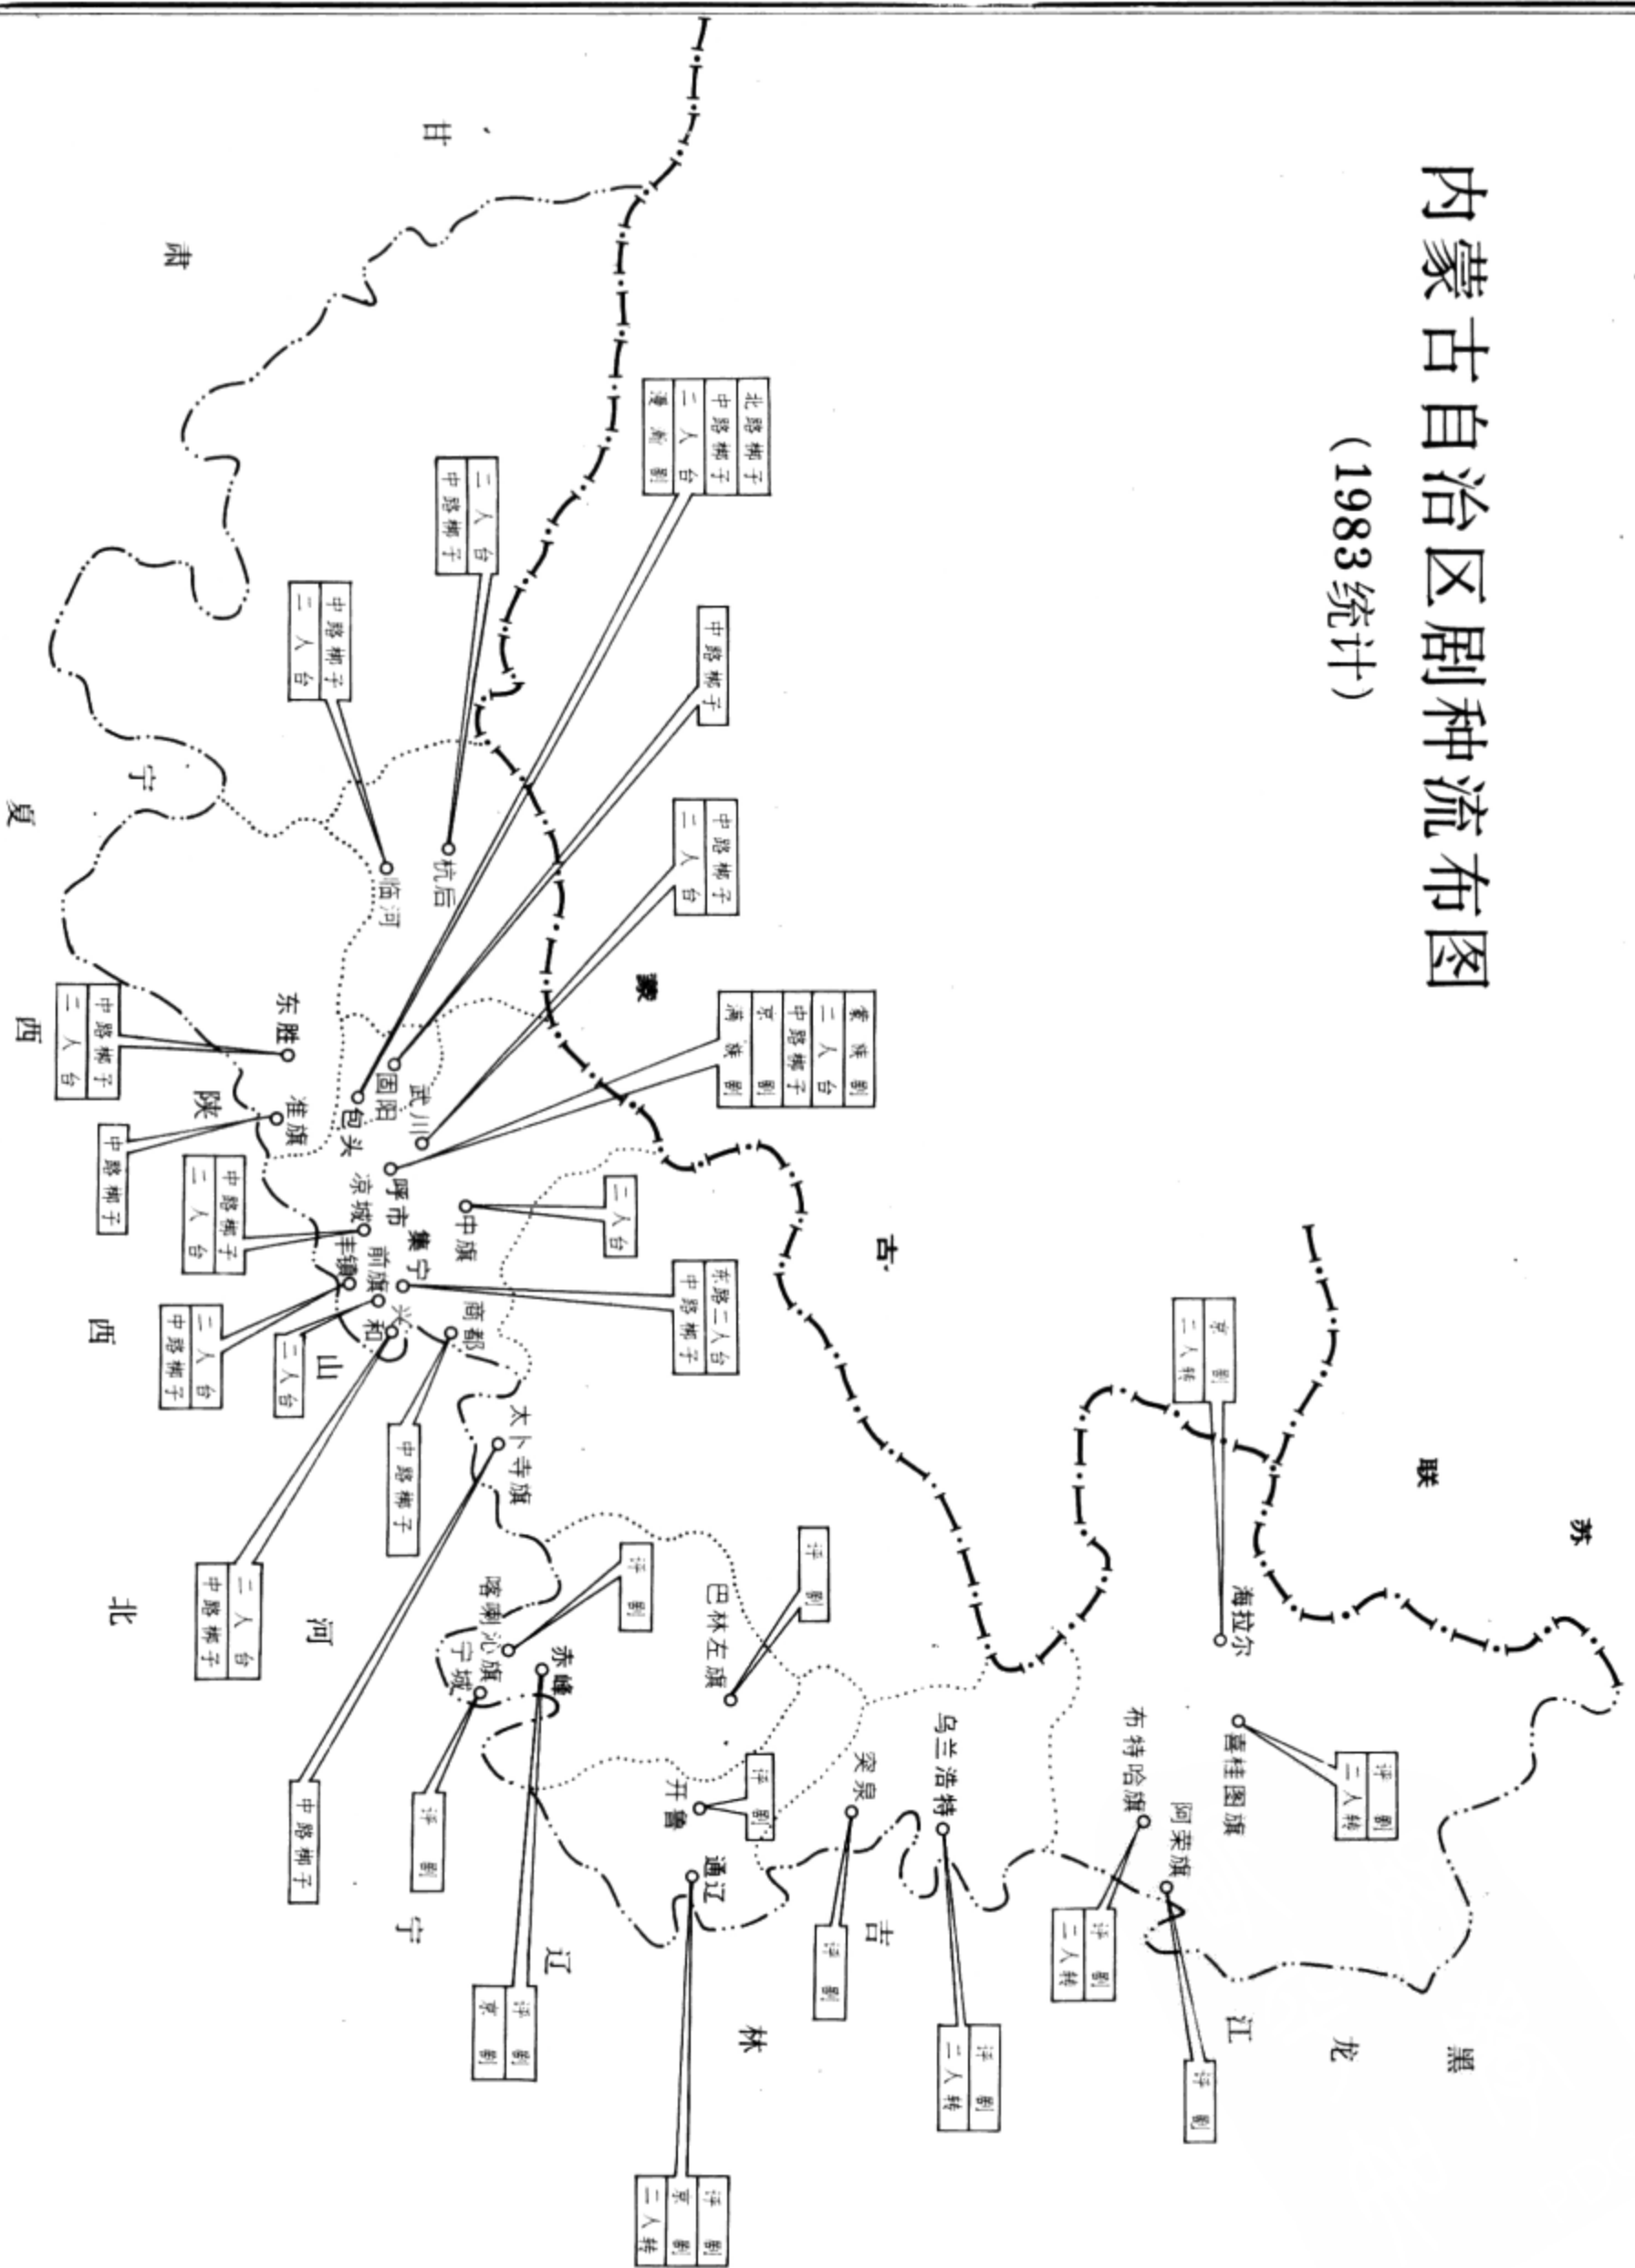 内蒙古自治区剧种流布图
（1983统计）
苏
联
蒙
古
黑
龙
江
吉
林
辽
宁
河
北
山
西
陕
西
宁
夏
甘
肃
海拉尔
京剧
二人转
喜桂图旗
评剧
二人转
布特哈旗
评剧
二人转
阿荣旗
评剧
乌兰浩特
评剧
二人转
突泉
评剧
通辽
评剧
京剧
二人转
开鲁
评剧
巴林左旗
评剧
赤峰
评剧
京剧
喀喇沁旗
评剧
宁城
评剧
太卜寺旗
中路梆子
商都
中路梆子
兴和
二人台
中路梆子
集宁
东路二人台
中路梆子
前旗
二人台
丰镇
二人台
中路梆子
凉城
中路梆子
二人台
中旗
二人台
呼市
蒙族剧
二人台
中路梆子
京剧
满族剧
武川
中路梆子
二人台
固阳
中路梆子
包头
北路梆子
中路梆子
二人台
漫瀚剧
准旗
中路梆子
东胜
中路梆子
二人台
杭后
二人台
中路梆子
临河
中路梆子
二人台